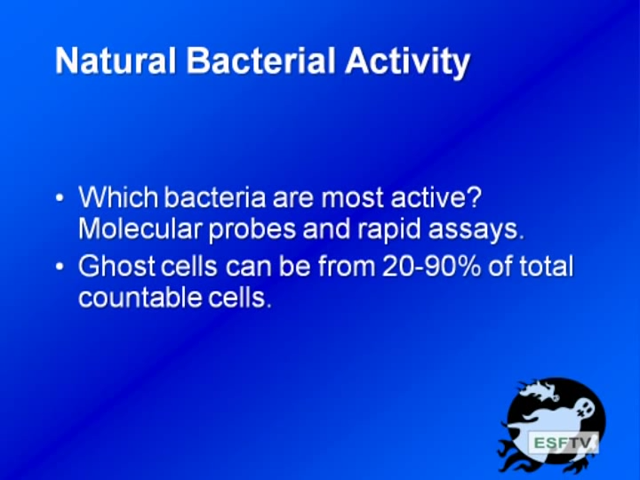 Natural Bacterial Activity
• Which bacteria are most active?
Molecular probes and rapid assays.
• Ghost cells can be from 20-90% of total
countable cells.
ESFTV